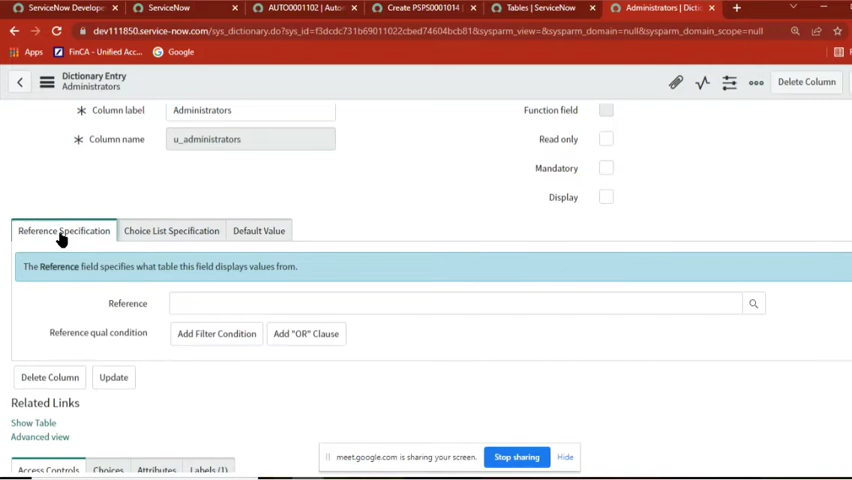 ServiceNow Develope
ServiceNow
AUTO0001102 | Autor
Create PSPS0001014 |
Tables | ServiceNow
Administrators | Dictic
dev111850.service-now.com/sys_dictionary.do?sys_id=f3dcdc731b69011022cbed74604bcb81&sysparm_view=&sysparm_domain=null&sysparm_domain_scope=null
Apps
FinCA - Unified Acc...
Google
Reading list
Dictionary Entry
Administrators
Delete Column
Column label
Administrators
Function field
Column name
u_administrators
Read only
Mandatory
Display
Reference Specification
Choice List Specification
Default Value
The Reference field specifies what table this field displays values from.
Reference
Reference qual condition
Add Filter Condition
Add "OR" Clause
Delete Column
Update
Related Links
Show Table
Advanced view
meet.google.com is sharing your screen.
Stop sharing
Hide
Access Controls
Choices
Attributes
Labels (1)